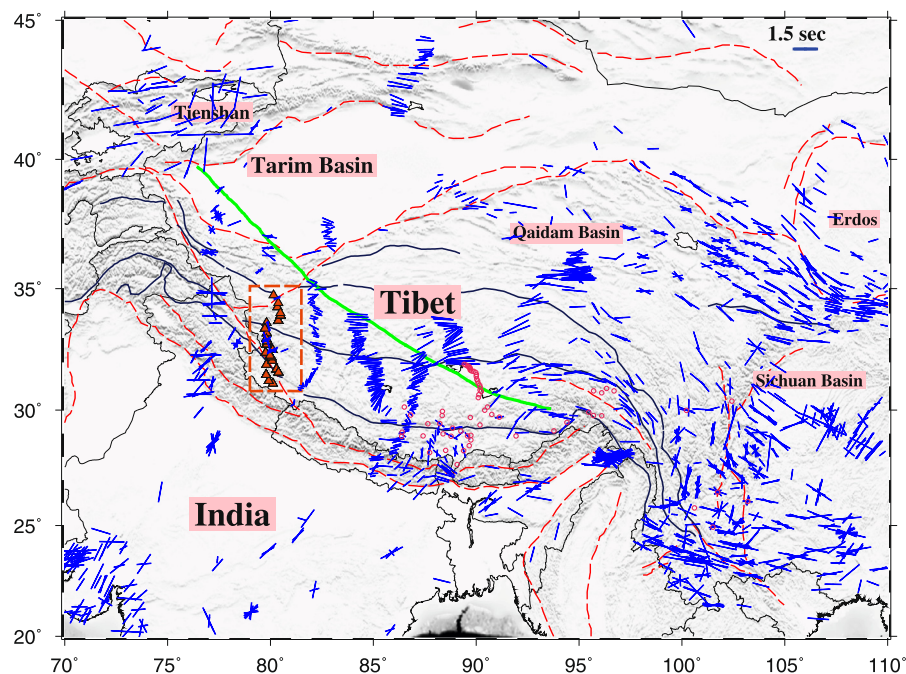 45°
1.5 sec
Tienshan
40°
Tarim Basin
Erdos
Qaidam Basin
35°
Tibet
Sichuan Basin
30°
India
25°
20°
70° 75° 80° 85° 90° 95° 100° 105° 110°